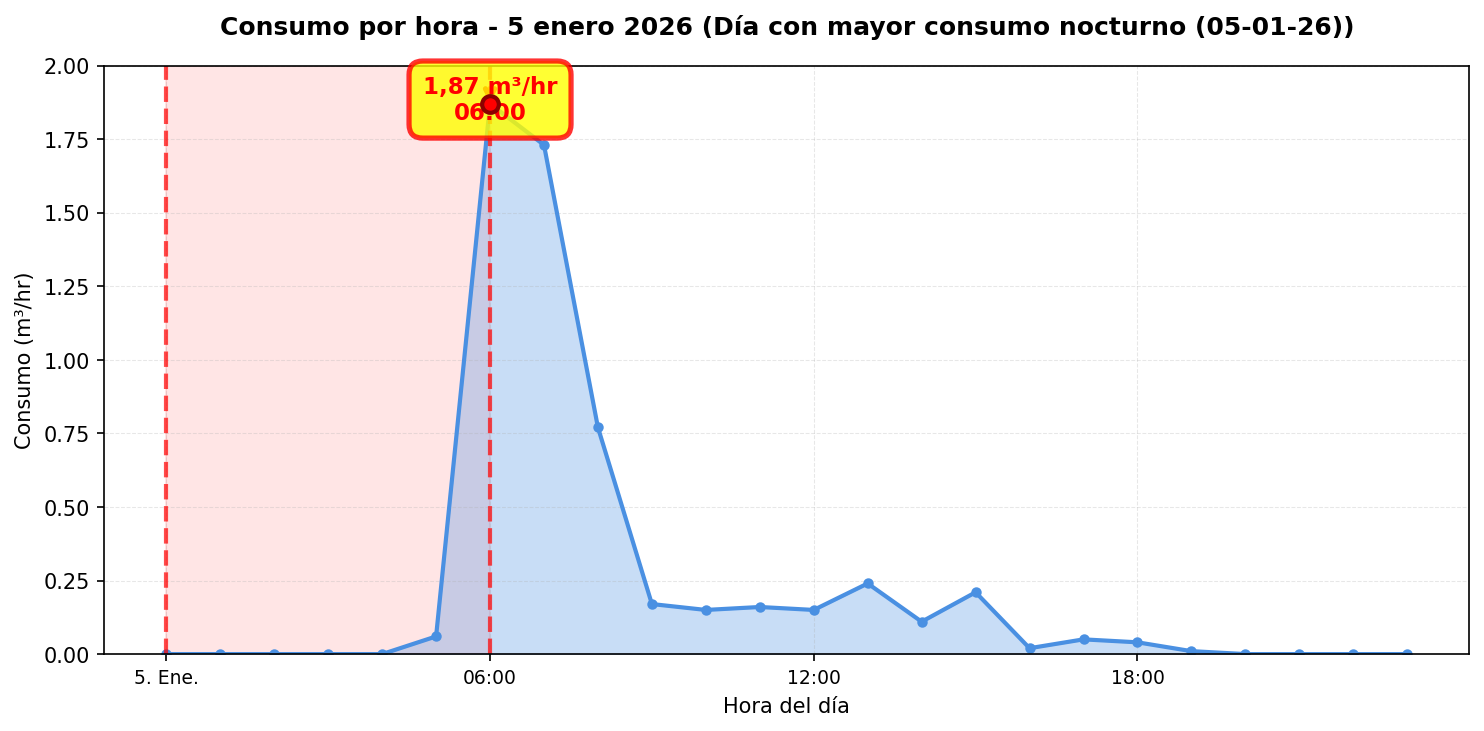 Consumo por hora - 5 enero 2026 (Día con mayor consumo nocturno (05-01-26))
1,87 m³/hr
06:00
2.00
1.75
1.50
1.25
1.00
0.75
0.50
0.25
0.00
Consumo (m³/hr)
5. Ene.
06:00
12:00
18:00
Hora del día